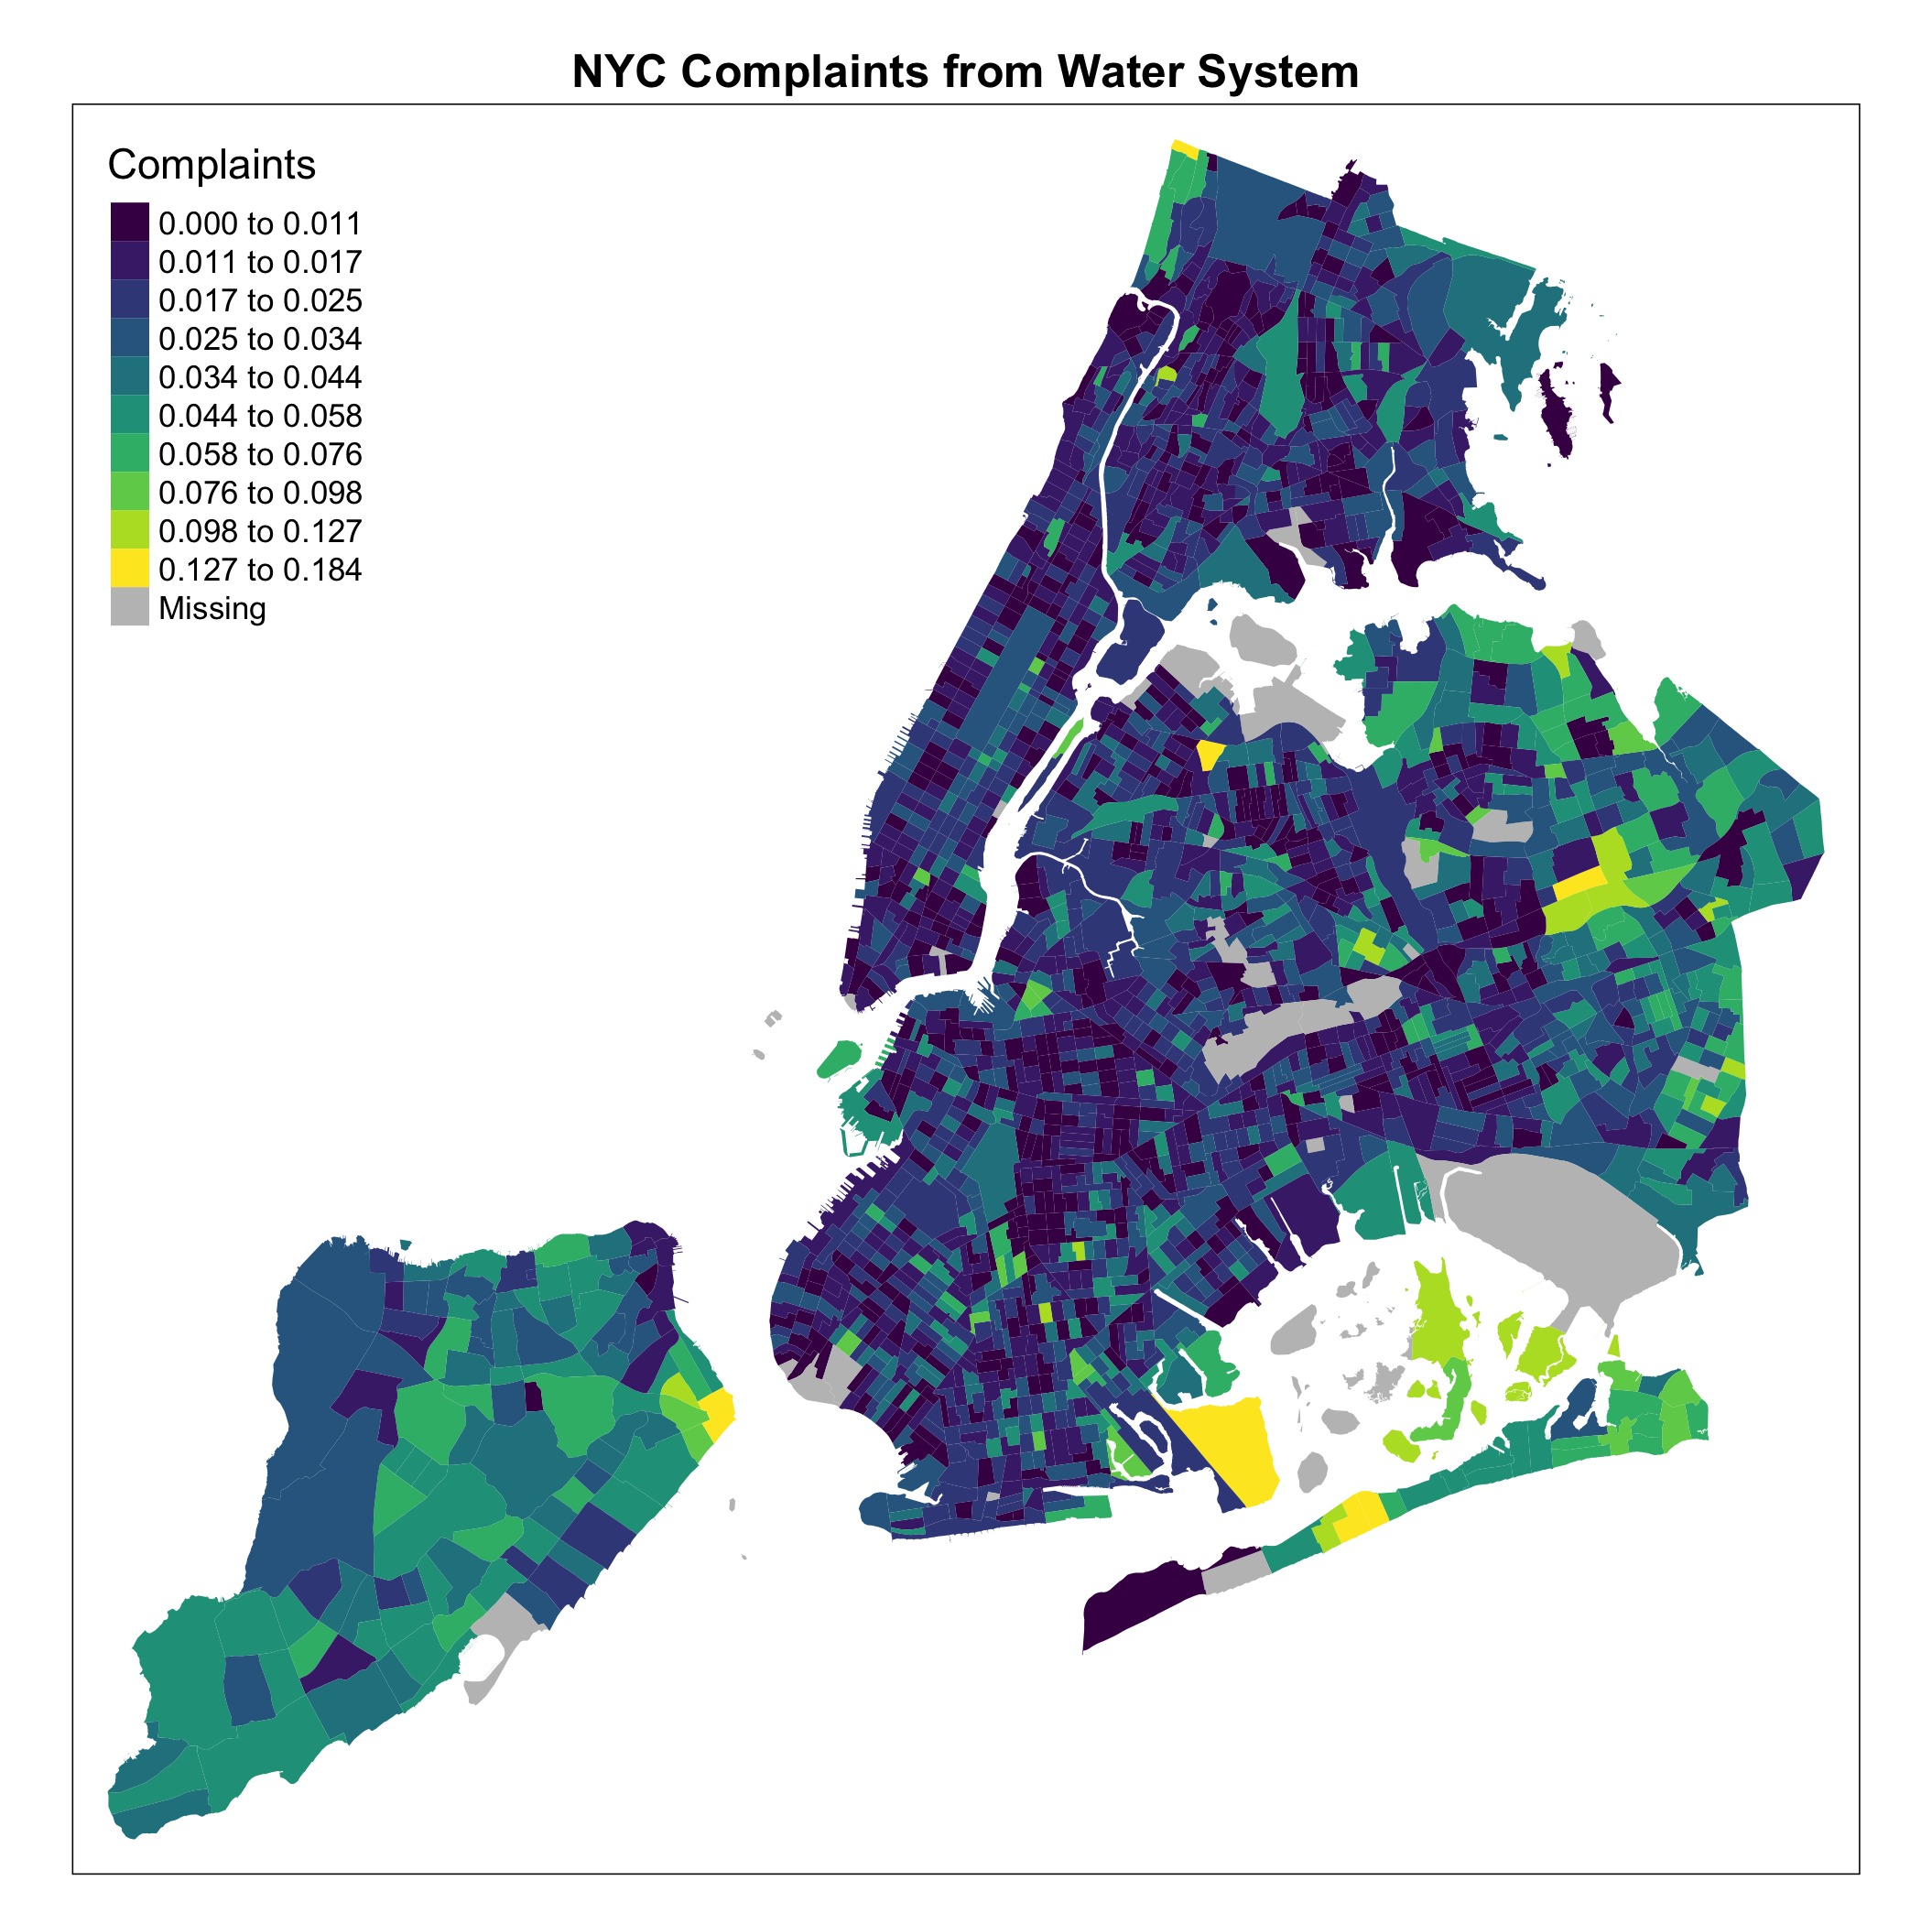 NYC Complaints from Water System
Complaints
0.000 to 0.011
0.011 to 0.017
0.017 to 0.025
0.025 to 0.034
0.034 to 0.044
0.044 to 0.058
0.058 to 0.076
0.076 to 0.098
0.098 to 0.127
0.127 to 0.184
Missing